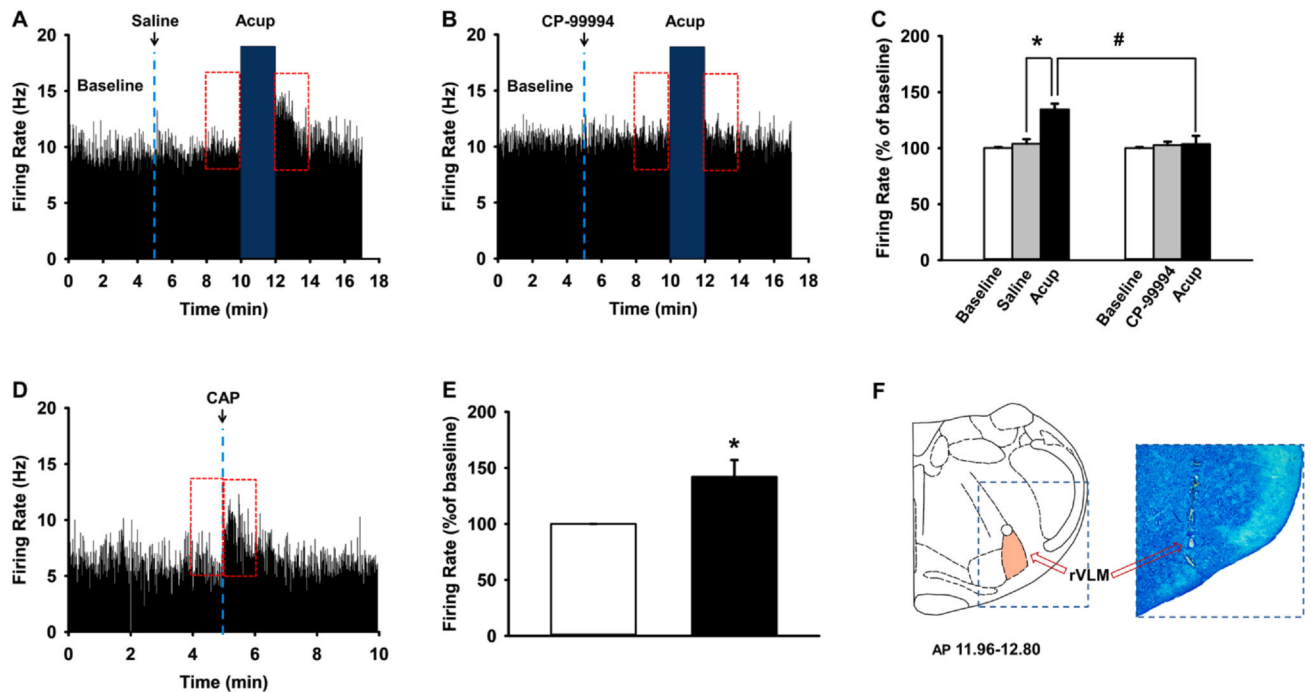 A
Saline
Acup
Baseline
Firing Rate (Hz)
20
15
10
5
0
0 2 4 6 8 10 12 14 16 18
Time (min)
B
CP-99994
Acup
Baseline
Firing Rate (Hz)
20
15
10
5
0
0 2 4 6 8 10 12 14 16 18
Time (min)
C
Firing Rate (% of baseline)
200
150
100
50
0
*
#
Baseline
Saline
Acup
Baseline
CP-99994
Acup
D
CAP
Firing Rate (Hz)
20
15
10
5
0
0 2 4 6 8 10
Time (min)
E
Firing Rate (%of baseline)
200
150
100
50
0
*
F
rVLM
AP 11.96-12.80